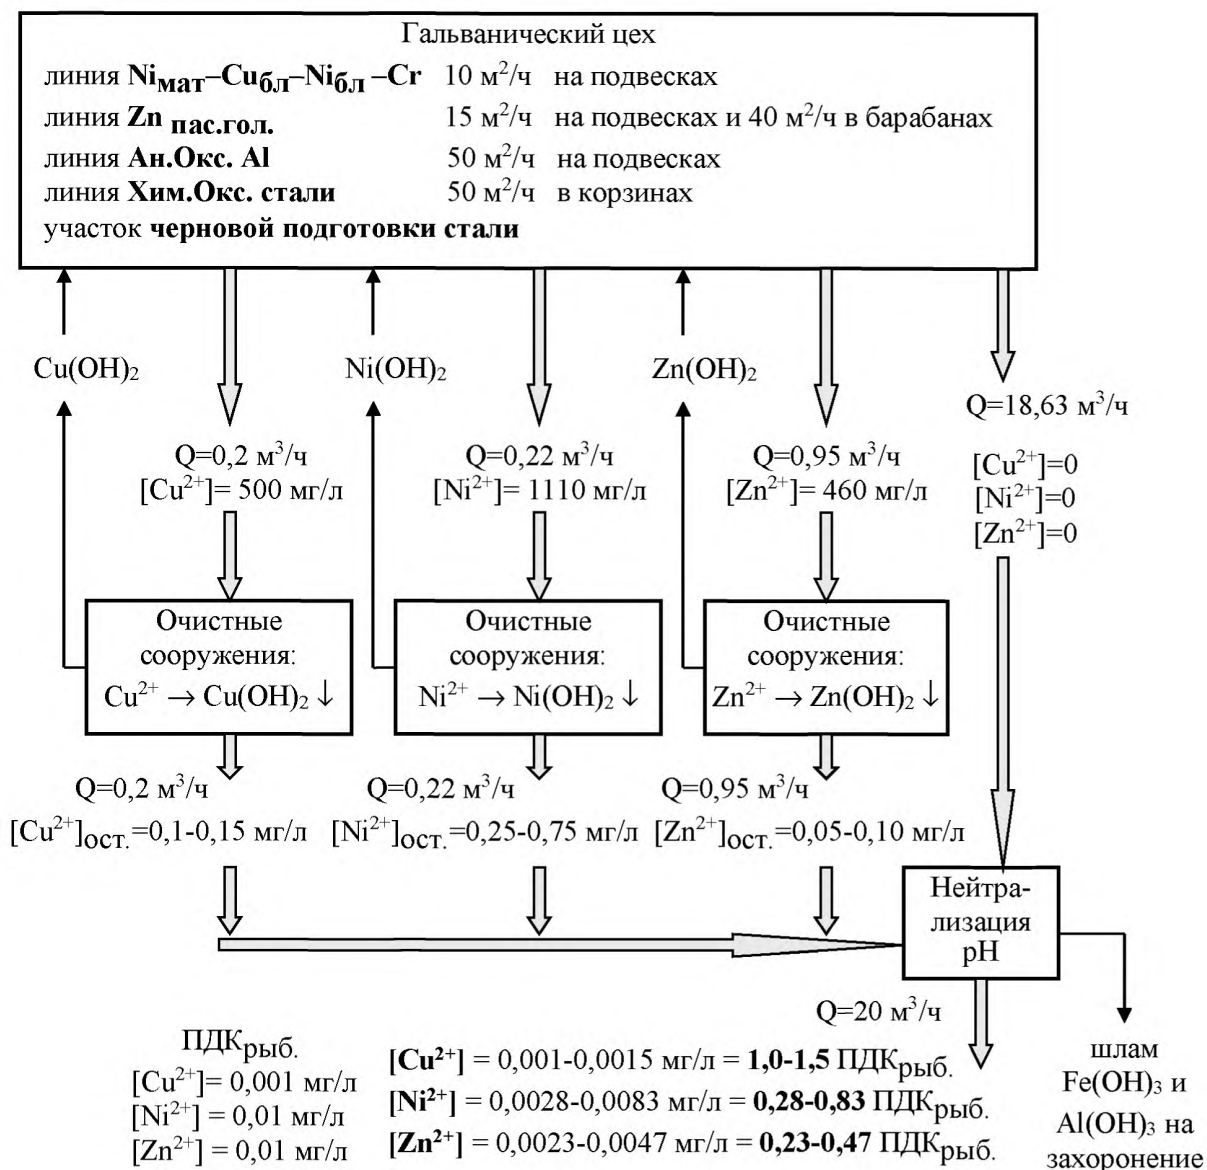 Гальванический цех
линия Niмат–Cuбл–Niбл –Cr 10 м²/ч на подвесках
линия Zn пас.гол. 15 м²/ч на подвесках и 40 м²/ч в барабанах
линия Ан.Окс. Al 50 м²/ч на подвесках
линия Хим.Окс. стали 50 м²/ч в корзинах
участок черновой подготовки стали
Cu(OH)₂
Ni(OH)₂
Zn(OH)₂
Q=18,63 м³/ч
[Cu²⁺]=0
[Ni²⁺]=0
[Zn²⁺]=0
Q=0,2 м³/ч
[Cu²⁺]= 500 мг/л
Q=0,22 м³/ч
[Ni²⁺]= 1110 мг/л
Q=0,95 м³/ч
[Zn²⁺]= 460 мг/л
Очистные
сооружения:
Cu²⁺ → Cu(OH)₂ ↓
Очистные
сооружения:
Ni²⁺ → Ni(OH)₂ ↓
Очистные
сооружения:
Zn²⁺ → Zn(OH)₂ ↓
Q=0,2 м³/ч
[Cu²⁺]ост.=0,1-0,15 мг/л
Q=0,22 м³/ч
[Ni²⁺]ост.=0,25-0,75 мг/л
Q=0,95 м³/ч
[Zn²⁺]ост.=0,05-0,10 мг/л
Нейтра-
лизация
pH
Q=20 м³/ч
ПДКрыб.
[Cu²⁺]= 0,001 мг/л
[Ni²⁺]= 0,01 мг/л
[Zn²⁺]= 0,01 мг/л
[Cu²⁺] = 0,001-0,0015 мг/л = 1,0-1,5 ПДКрыб.
[Ni²⁺] = 0,0028-0,0083 мг/л = 0,28-0,83 ПДКрыб.
[Zn²⁺] = 0,0023-0,0047 мг/л = 0,23-0,47 ПДКрыб.
шлам
Fe(OH)₃ и
Al(OH)₃ на
захоронение